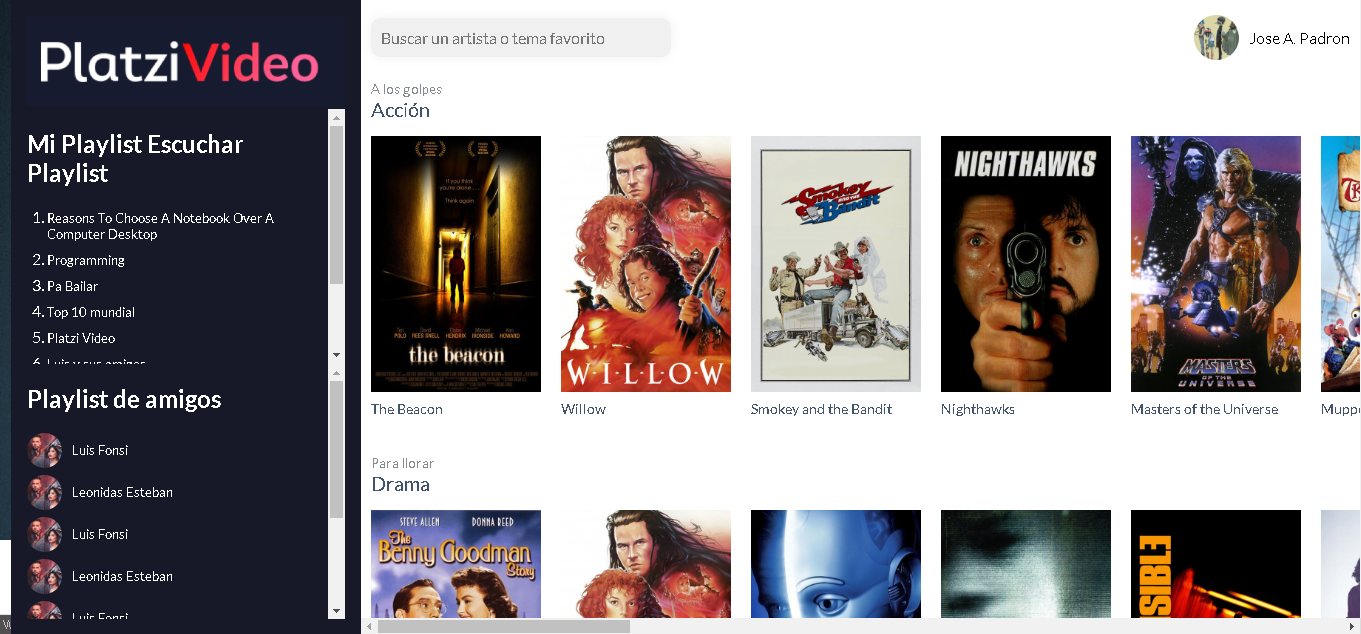 PlatziVideo
Mi Playlist Escuchar
Playlist
1. Reasons To Choose A Notebook Over A
Computer Desktop
2. Programming
3. Pa Bailar
4. Top 10 mundial
5. Platzi Video
6. Luis y sus amigos
Playlist de amigos
Luis Fonsi
Leonidas Esteban
Luis Fonsi
Leonidas Esteban
Luis Fonsi
Buscar un artista o tema favorito
Jose A. Padron
A los golpes
Acción
If you think
you're alone...
Think again
the beacon
WILLOW
Smokey
and the
Bandit
NIGHTHAWKS
MASTERS
OF THE
UNIVERSE
The Beacon
Willow
Smokey and the Bandit
Nighthawks
Masters of the Universe
Mupp
Para llorar
Drama
STEVE ALLEN DONNA REED
The
Benny Goodman
Story
SIBLE